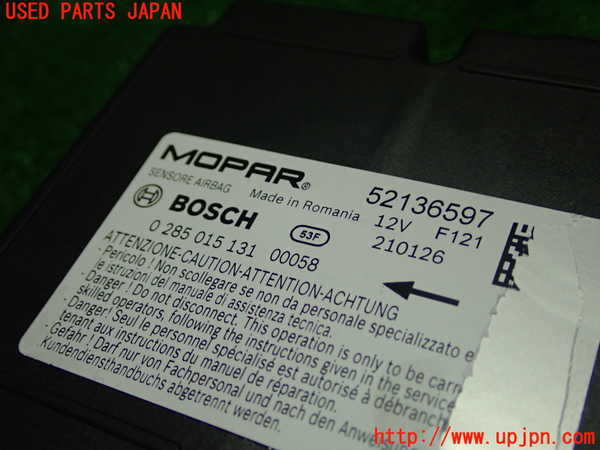 USED PARTS JAPAN
MOPAR®
SENSORE AIRBAG
Made in Romania
52136597
BOSCH
12V F121
0 285 015 131 00058
53F
210126
ATTENZIONE-CAUTION-ATTENTION-ACHTUNG
- Pericolo! Non scollegare se non da personale specializzato e
le istruzioni del manuale di assistenza tecnica.
- Danger! Do not disconnect. This operation is only to be carr
skilled operators, following the instructions given in the
- Danger! Seul le personnel spécialisé est autorisé à débranch
tenant aux instructions du manuel de réparation.
- Gefahr! Darf nur von Fachpersonal und nach den Anweisun
Kundendiensthandbuchs abgetrennt werden.
http://www.upjpn.com/